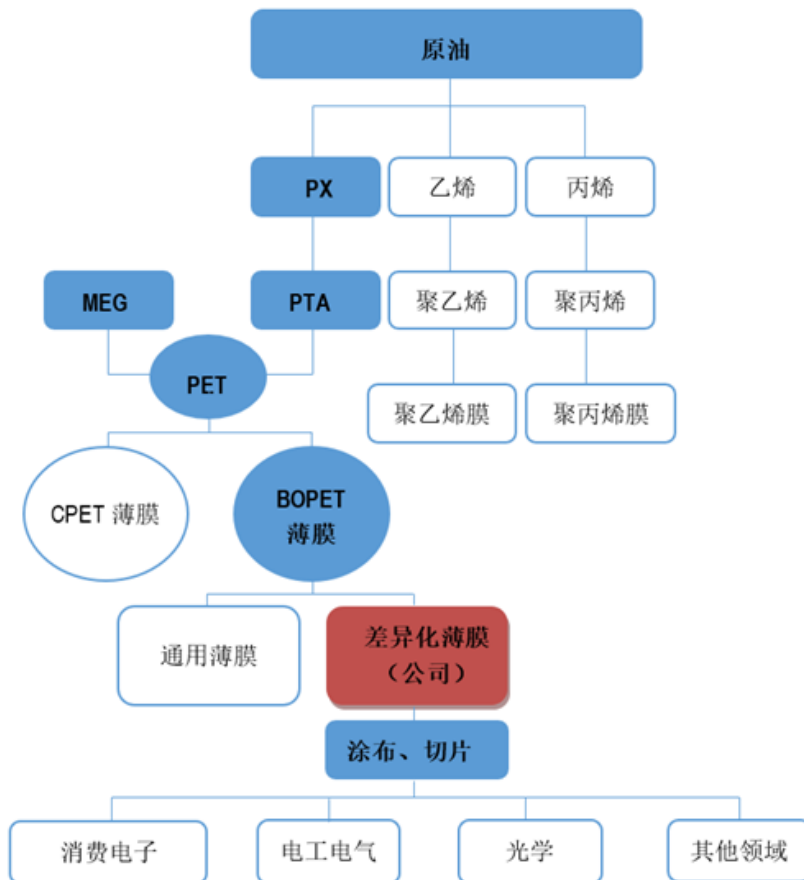 原油
PX
乙烯
丙烯
MEG
PTA
聚乙烯
聚丙烯
PET
聚乙烯膜
聚丙烯膜
CPET 薄膜
BOPET
薄膜
通用薄膜
差异化薄膜
（公司）
涂布、切片
消费电子
电工电气
光学
其他领域